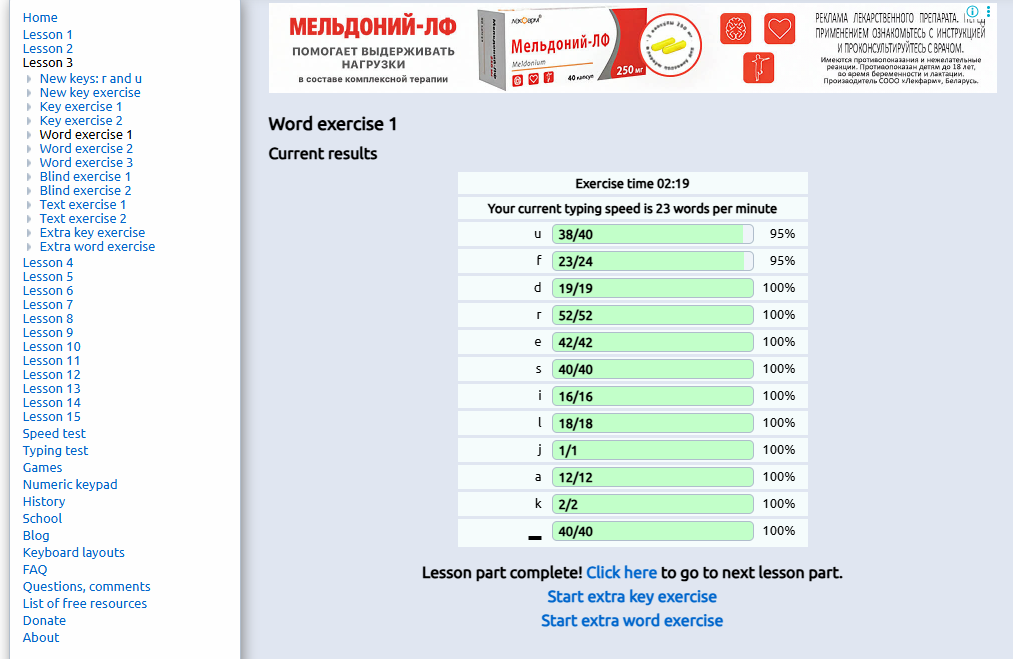 Home
Lesson 1
Lesson 2
Lesson 3
New keys: r and u
New key exercise
Key exercise 1
Key exercise 2
Word exercise 1
Word exercise 2
Word exercise 3
Blind exercise 1
Blind exercise 2
Text exercise 1
Text exercise 2
Extra key exercise
Extra word exercise
Lesson 4
Lesson 5
Lesson 6
Lesson 7
Lesson 8
Lesson 9
Lesson 10
Lesson 11
Lesson 12
Lesson 13
Lesson 14
Lesson 15
Speed test
Typing test
Games
Numeric keypad
History
School
Blog
Keyboard layouts
FAQ
Questions, comments
List of free resources
Donate
About
МЕЛЬДОНИЙ-ЛФ
ПОМОГАЕТ ВЫДЕРЖИВАТЬ
НАГРУЗКИ
в составе комплексной терапии
лекфарм®
Мельдоний-ЛФ
Meldonium
40 капсул
250 мг
РЕКЛАМА ЛЕКАРСТВЕННОГО ПРЕПАРАТА. ПЕРЕД
ПРИМЕНЕНИЕМ ОЗНАКОМЬТЕСЬ С ИНСТРУКЦИЕЙ
И ПРОКОНСУЛЬТИРУЙТЕСЬ С ВРАЧОМ.
Имеются противопоказания и нежелательные
реакции. Противопоказан детям до 18 лет,
во время беременности и лактации.
Производитель СООО «Лекфарм», Беларусь.
Word exercise 1
Current results
Exercise time 02:19
Your current typing speed is 23 words per minute
u 38/40 95%
f 23/24 95%
d 19/19 100%
r 52/52 100%
e 42/42 100%
s 40/40 100%
i 16/16 100%
l 18/18 100%
j 1/1 100%
a 12/12 100%
k 2/2 100%
_ 40/40 100%
Lesson part complete! Click here to go to next lesson part.
Start extra key exercise
Start extra word exercise